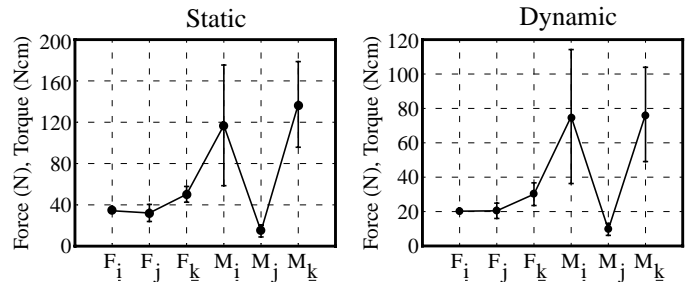 Static
Dynamic
Force (N), Torque (Ncm)
200
160
120
80
40
0
F_i F_j F_k M_i M_j M_k
Force (N), Torque (Ncm)
120
100
80
60
40
20
0
F_i F_j F_k M_i M_j M_k